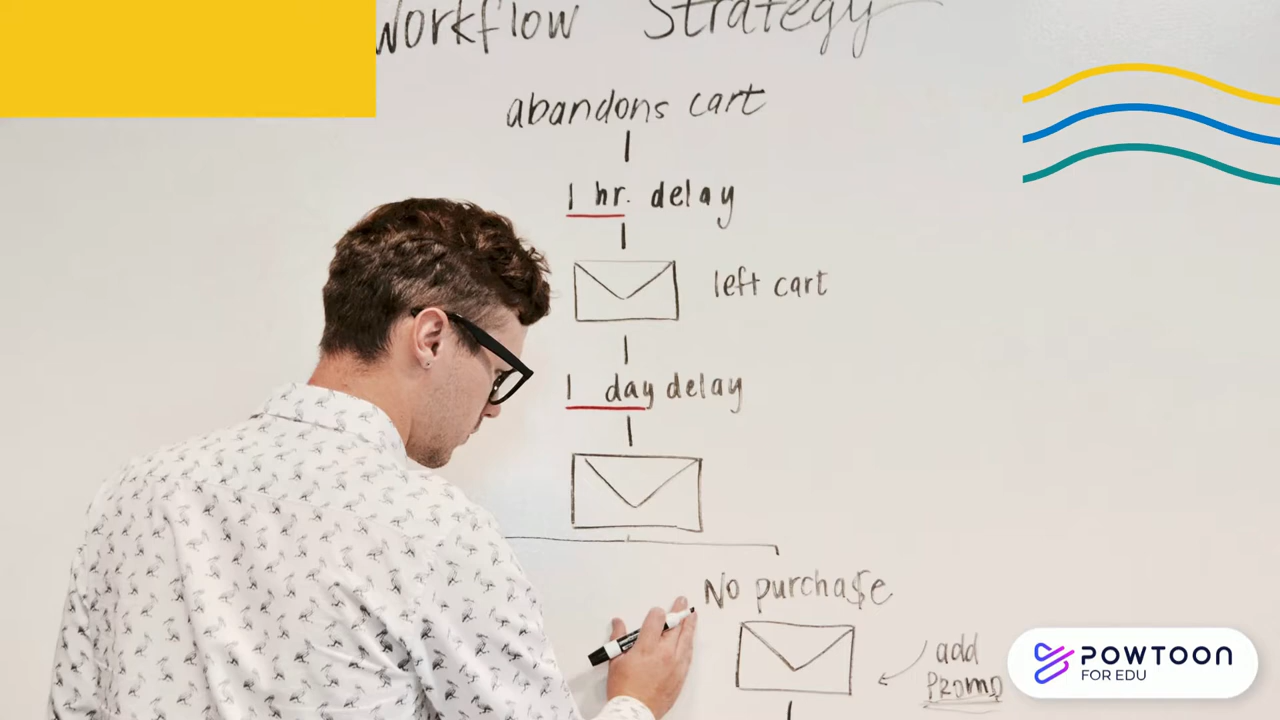 Workflow Strategy
abandons cart
1 hr. delay
left cart
1 day delay
No purchase
add
PROMO
POWTOON
FOR EDU